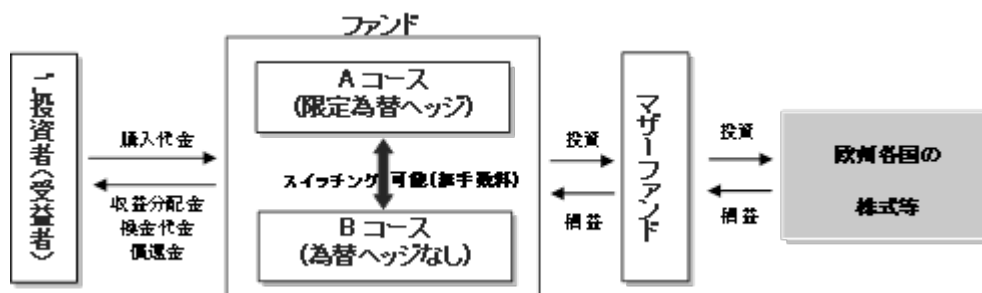 ファンド
投資者(受益者)
購入代金
収益分配金
換金代金
償還金
Aコース
(限定為替ヘッジ)
スイッチング 可能(無手数料)
Bコース
(為替ヘッジなし)
投資
損益
マザーファンド
投資
損益
欧州各国の
株式等